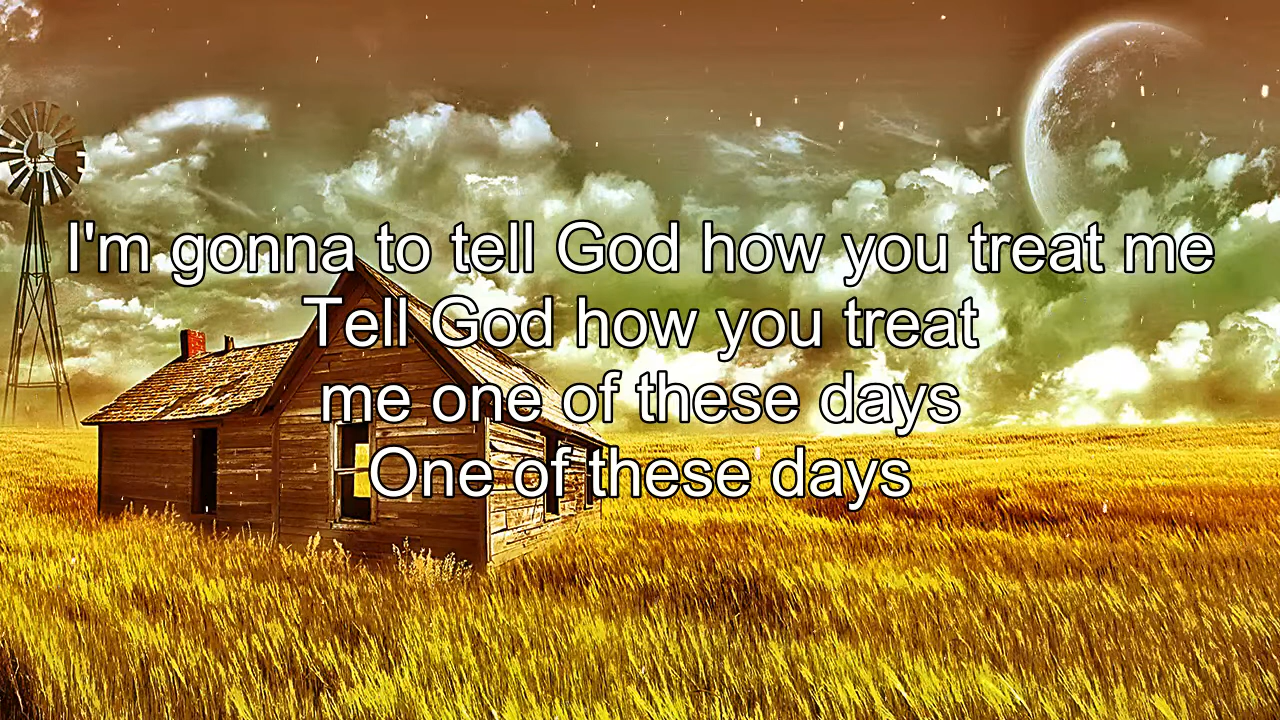 I'm gonna to tell God how you treat me
Tell God how you treat
me one of these days
One of these days